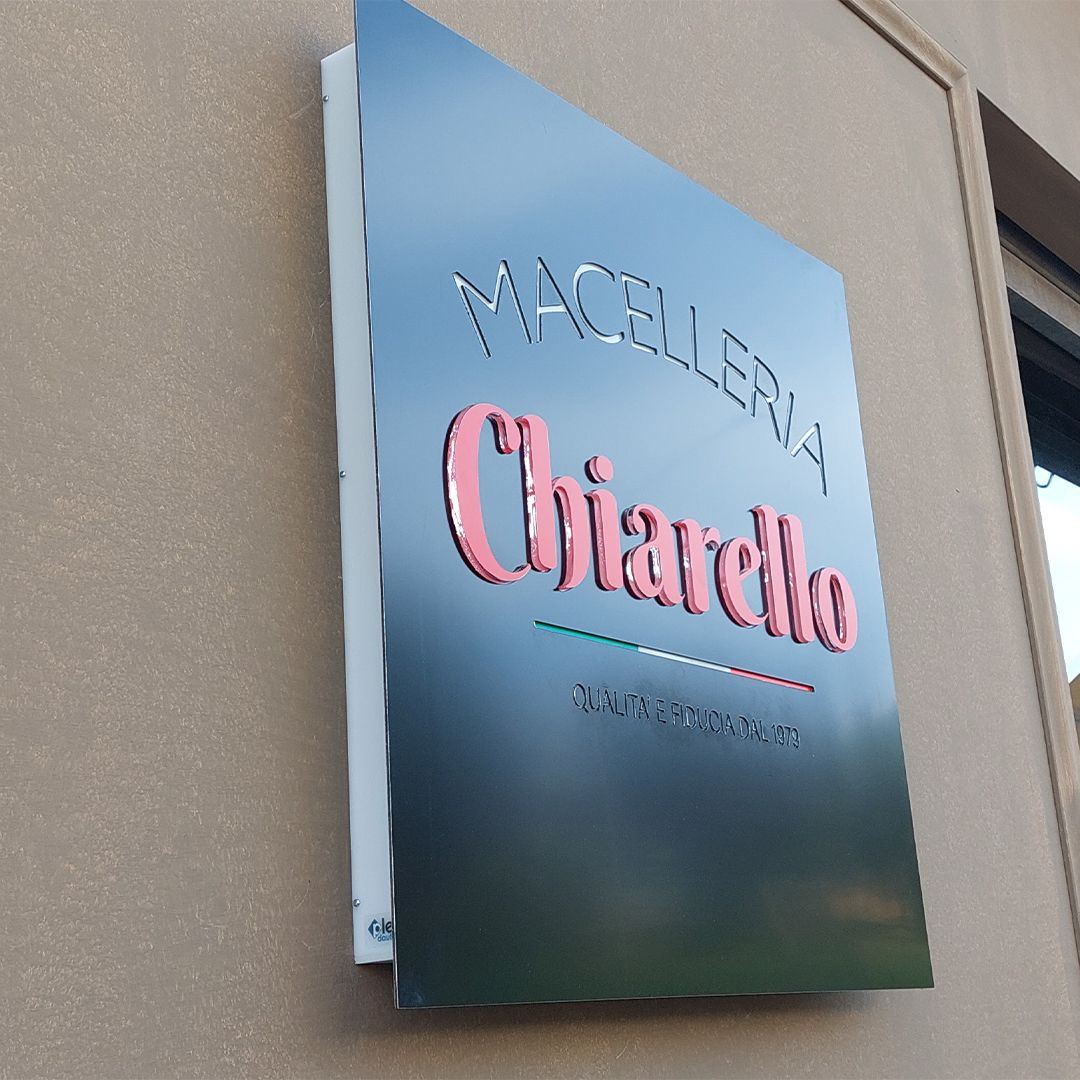 MACELLERIA
Chiarello
QUALITA' E FIDUCIA DAL 1979